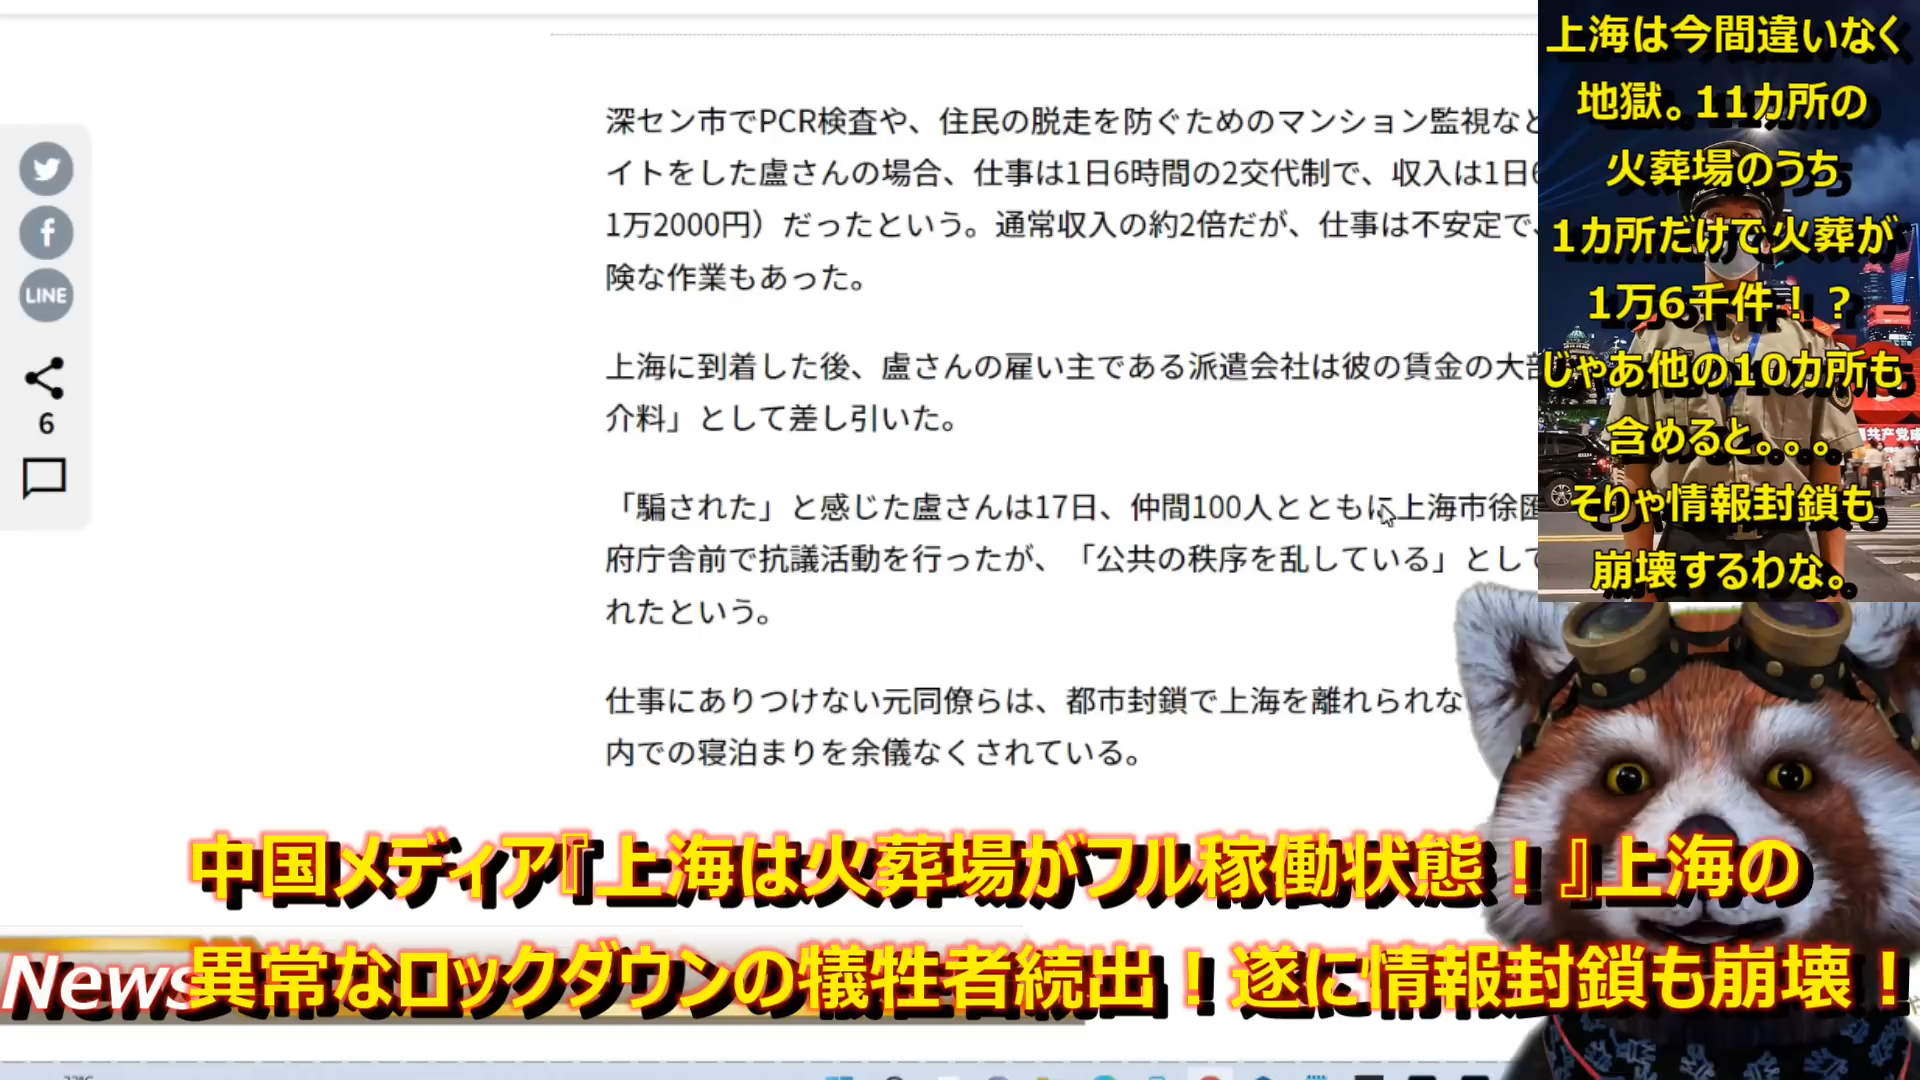 深セン市でPCR検査や、住民の脱走を防ぐためのマンション監視など
イトをした盧さんの場合、仕事は1日6時間の2交代制で、収入は1日6
1万2000円）だったという。通常収入の約2倍だが、仕事は不安定で、
険な作業もあった。
上海に到着した後、盧さんの雇い主である派遣会社は彼の賃金の大部
介料」として差し引いた。
「騙された」と感じた盧さんは17日、仲間100人とともに上海市徐匯
府庁舎前で抗議活動を行ったが、「公共の秩序を乱している」として
れたという。
仕事にありつけない元同僚らは、都市封鎖で上海を離れられな
内での寝泊まりを余儀なくされている。
LINE
6
上海は今間違いなく
地獄。11カ所の
火葬場のうち
1カ所だけで火葬が
1万6千件！？
じゃあ他の10カ所も
含めると。。。
そりゃ情報封鎖も
崩壊するわな。
共产党成
中国メディア『上海は火葬場がフル稼働状態！』上海の
News
異常なロックダウンの犠牲者続出！遂に情報封鎖も崩壊！